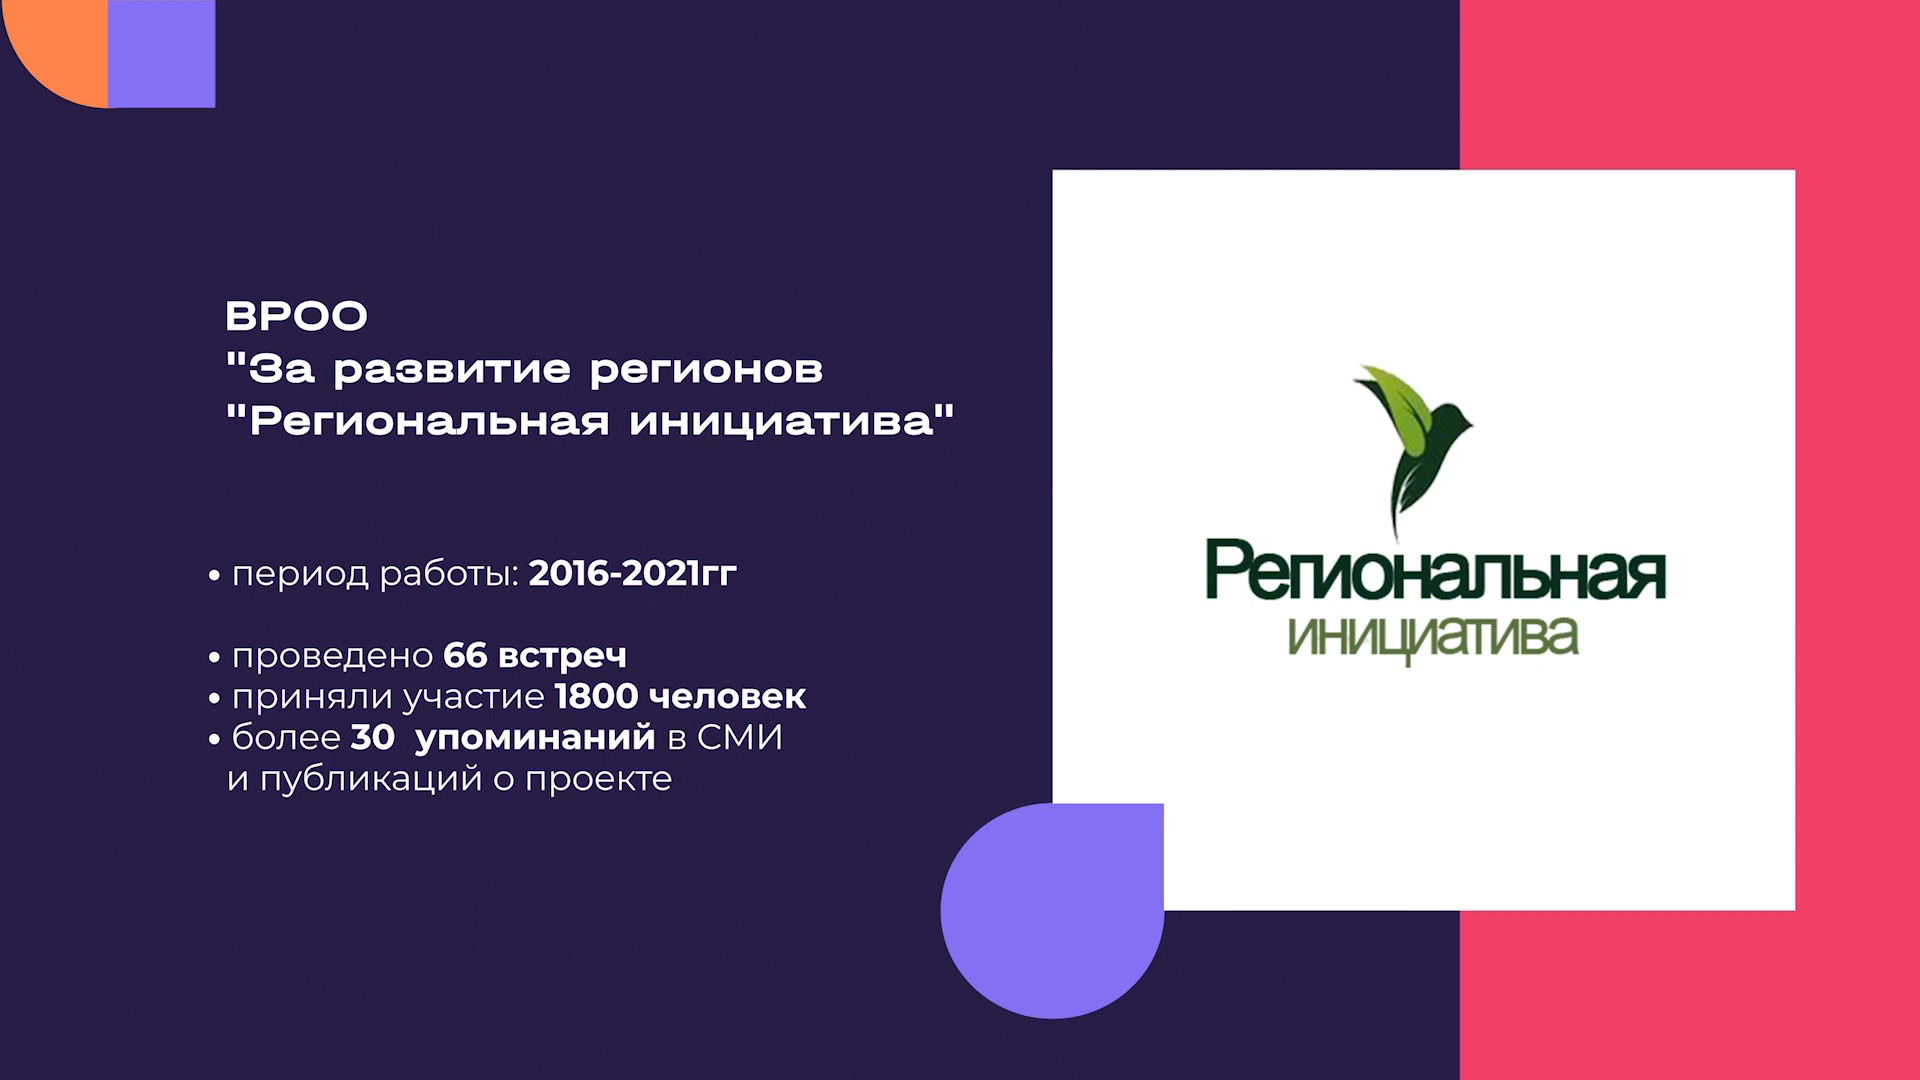 ВРОО
"За развитие регионов
"Региональная инициатива"
• период работы: 2016-2021гг
• проведено 66 встреч
• приняли участие 1800 человек
• более 30 упоминаний в СМИ
и публикаций о проекте
Региональная
инициатива